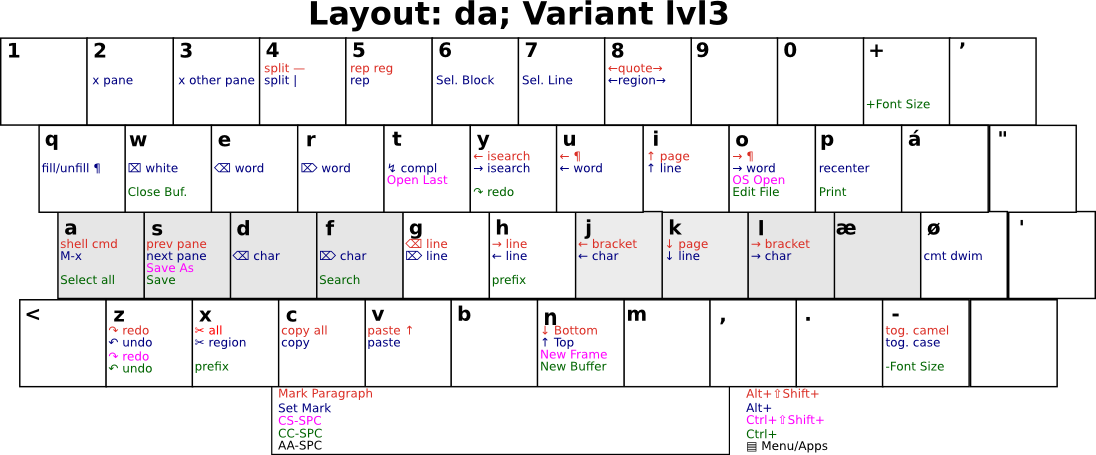 Layout: da; Variant lvl3
1 2 3 4 5 6 7 8 9 0 + ’
split — rep reg ←quote→
x pane x other pane split | rep Sel. Block Sel. Line ←region→
+Font Size
q w e r t y u i o p á "
← isearch ← ¶ ↑ page → ¶
fill/unfill ¶ ⌧ white ⌫ word ⌦ word ↯ compl → isearch ← word ↑ line → word recenter
Open Last OS Open
Close Buf. ↷ redo Edit File Print
a s d f g h j k l æ ø '
shell cmd prev pane ⌫ line → line ← bracket ↓ page → bracket
M-x next pane ⌫ char ⌦ char ⌦ line ← line ← char ↓ line → char cmt dwim
Save As
Select all Save Search prefix
< z x c v b n m , . -
↷ redo ✂ all copy all paste ↑ ↓ Bottom tog. camel
↶ undo ✂ region copy paste ↑ Top tog. case
↷ redo New Frame
↶ undo prefix New Buffer -Font Size
Mark Paragraph Alt+⇧Shift+
Set Mark Alt+
CS-SPC Ctrl+⇧Shift+
CC-SPC Ctrl+
AA-SPC ▤ Menu/Apps